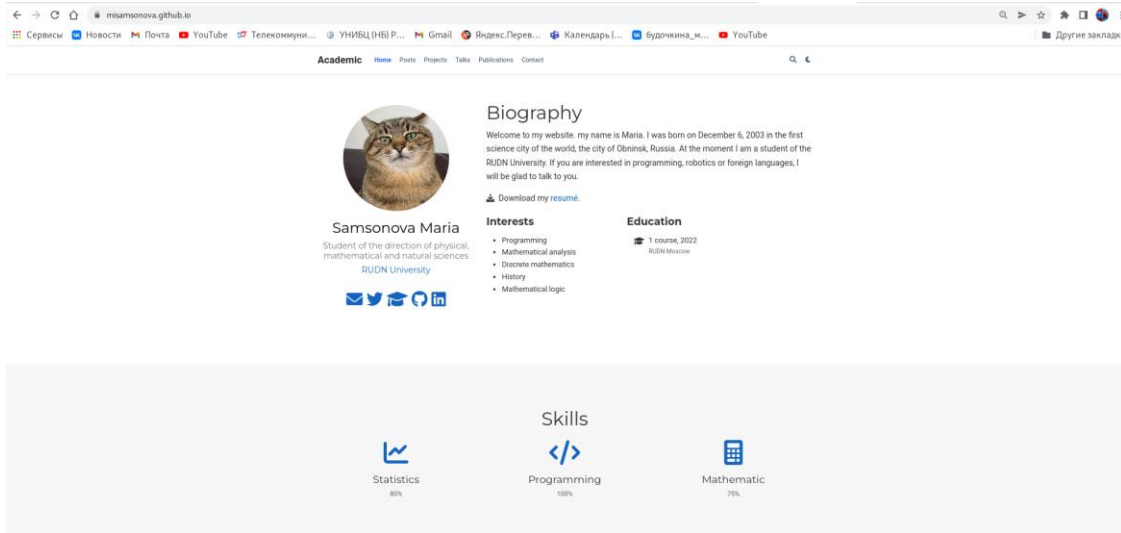 misamsonova.github.io
Сервисы Новости Почта YouTube Телекоммуни... УНИБЦ (НБ) Р... Gmail Яндекс.Перев... Календарь |... будочкина_м... YouTube Другие закладк
Academic Home Posts Projects Talks Publications Contact
Biography
Welcome to my website. my name is Maria. I was born on December 6, 2003 in the first
science city of the world, the city of Obninsk, Russia. At the moment I am a student of the
RUDN University. If you are interested in programming, robotics or foreign languages, I
will be glad to talk to you.
Download my resumé.
Samsonova Maria
Student of the direction of physical,
mathematical and natural sciences
RUDN University
Interests
• Programming
• Mathematical analysis
• Discrete mathematics
• History
• Mathematical logic
Education
1 course, 2022
RUDN Moscow
Skills
Statistics
80%
Programming
100%
Mathematic
75%